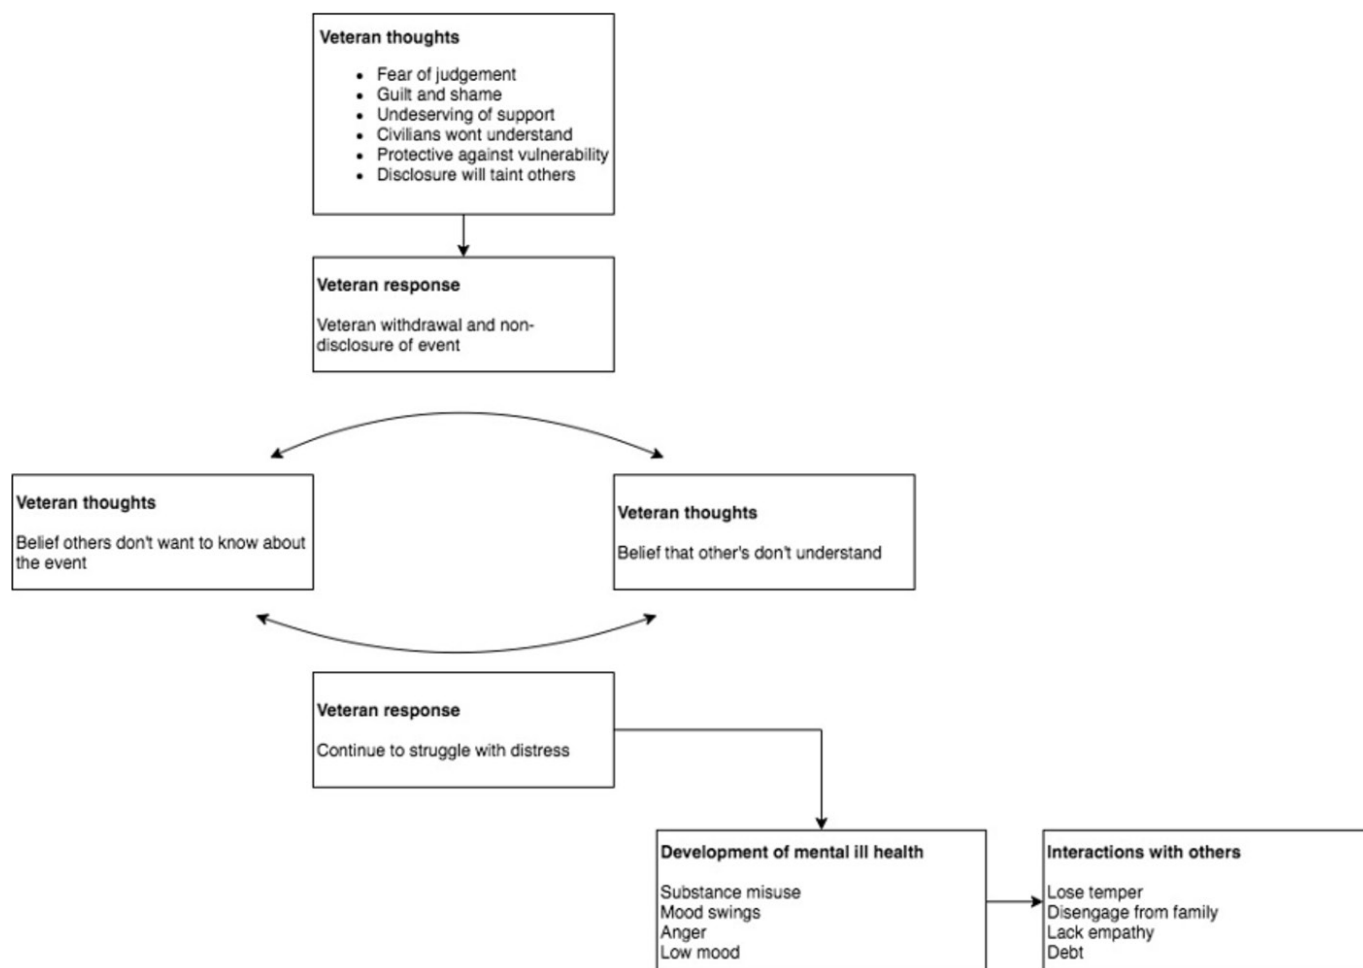 Veteran thoughts
• Fear of judgement
• Guilt and shame
• Undeserving of support
• Civilians wont understand
• Protective against vulnerability
• Disclosure will taint others
Veteran response
Veteran withdrawal and non-
disclosure of event
Veteran thoughts
Belief others don't want to know about
the event
Veteran thoughts
Belief that other's don't understand
Veteran response
Continue to struggle with distress
Development of mental ill health
Substance misuse
Mood swings
Anger
Low mood
Interactions with others
Lose temper
Disengage from family
Lack empathy
Debt